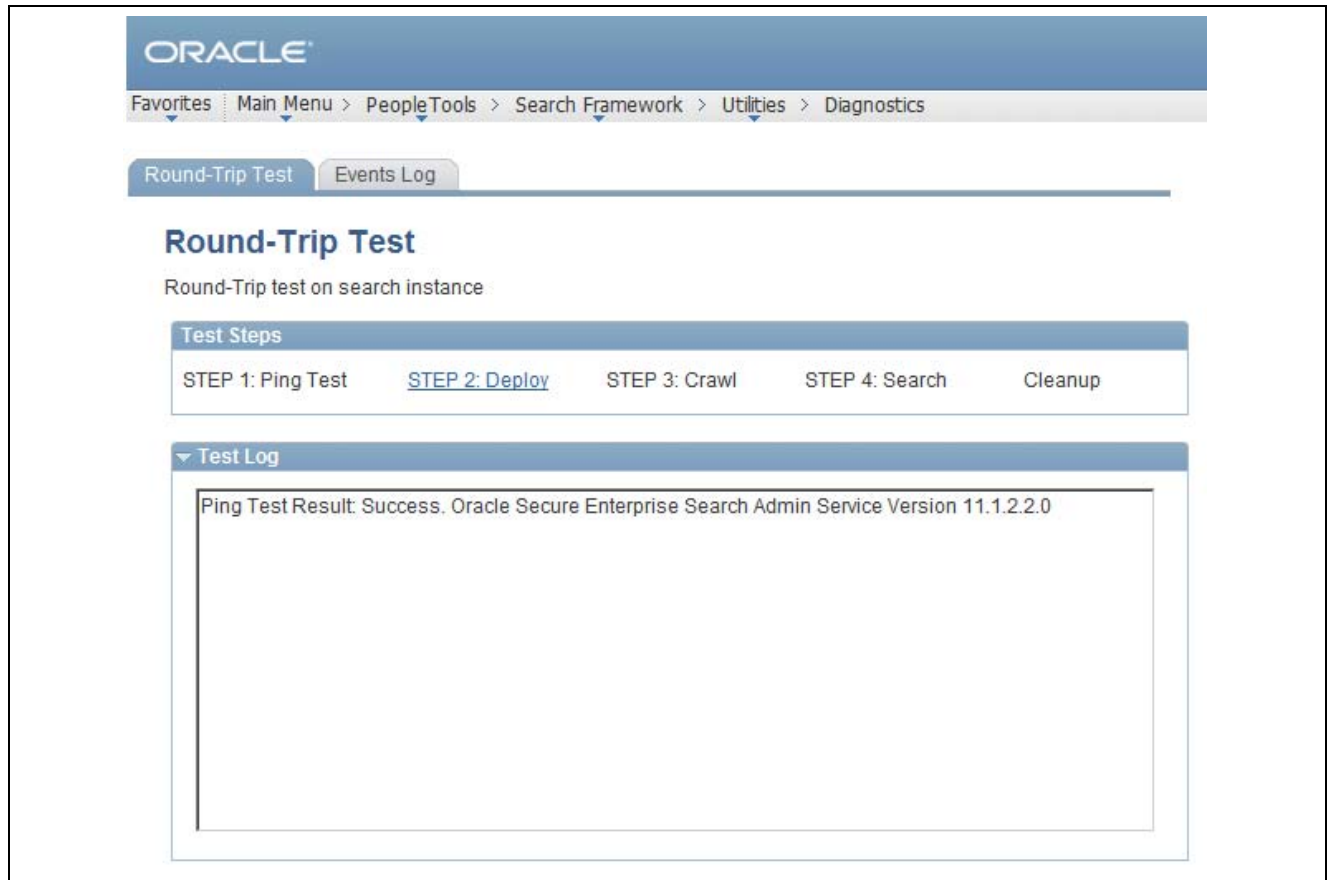 ORACLE
Favorites Main Menu > PeopleTools > Search Framework > Utilities > Diagnostics
Round-Trip Test Events Log
Round-Trip Test
Round-Trip test on search instance
Test Steps
STEP 1: Ping Test STEP 2: Deploy STEP 3: Crawl STEP 4: Search Cleanup
Test Log
Ping Test Result: Success. Oracle Secure Enterprise Search Admin Service Version 11.1.2.2.0